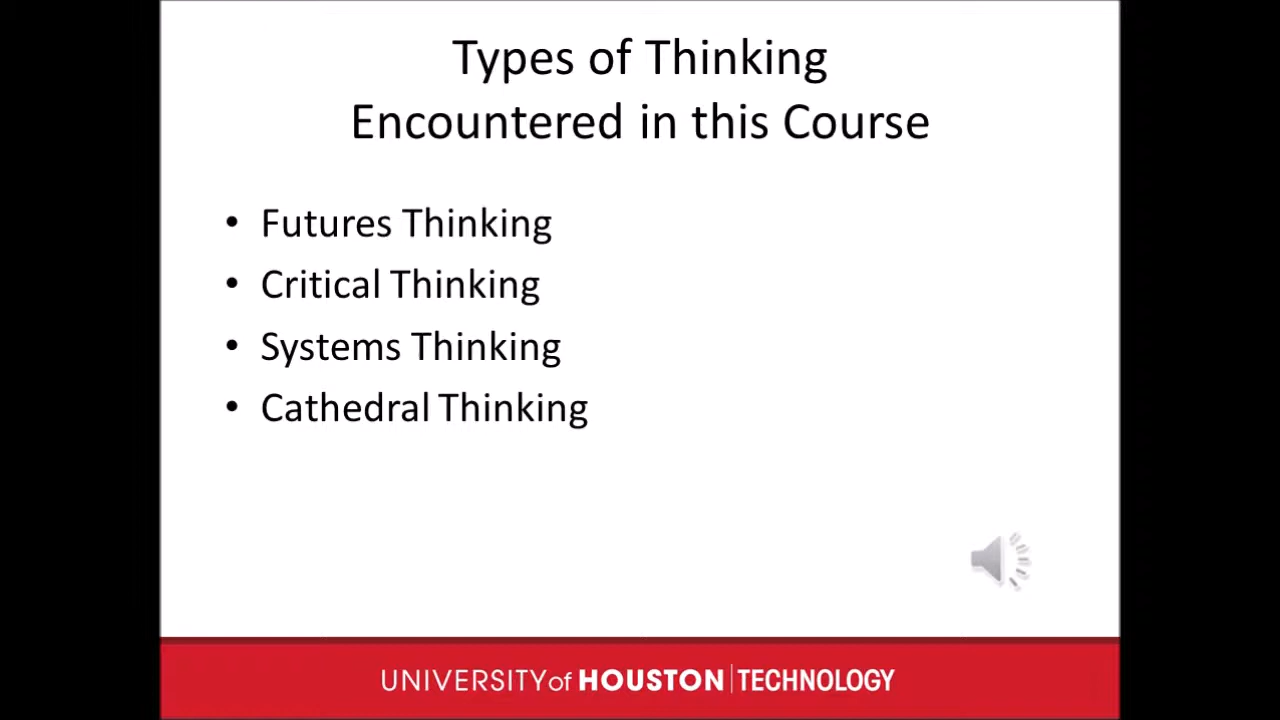 Types of Thinking
Encountered in this Course
• Futures Thinking
• Critical Thinking
• Systems Thinking
• Cathedral Thinking
UNIVERSITY of HOUSTON | TECHNOLOGY